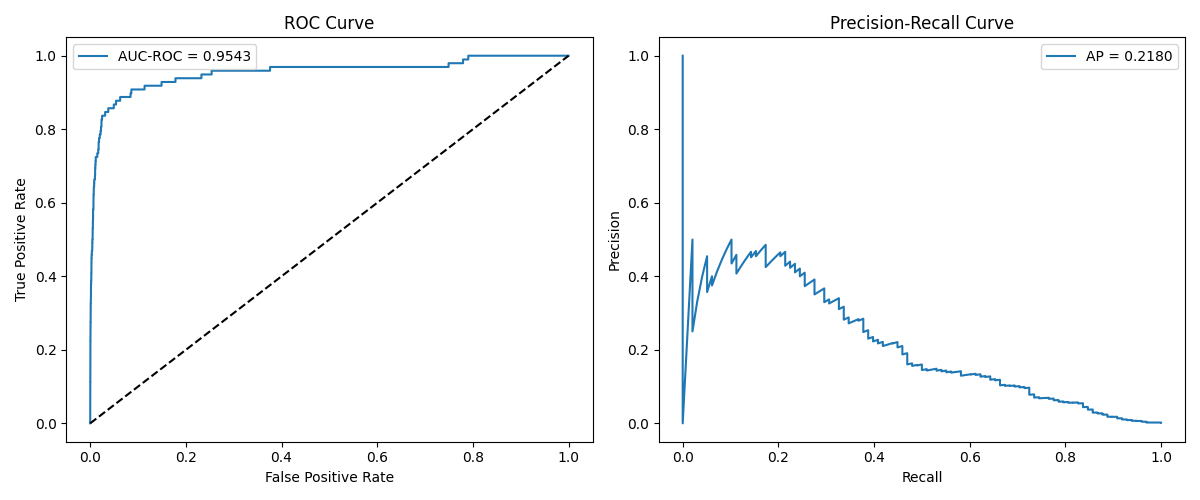 ROC Curve
AUC-ROC = 0.9543
True Positive Rate
1.0
0.8
0.6
0.4
0.2
0.0
0.0 0.2 0.4 0.6 0.8 1.0
False Positive Rate
Precision-Recall Curve
AP = 0.2180
Precision
1.0
0.8
0.6
0.4
0.2
0.0
0.0 0.2 0.4 0.6 0.8 1.0
Recall